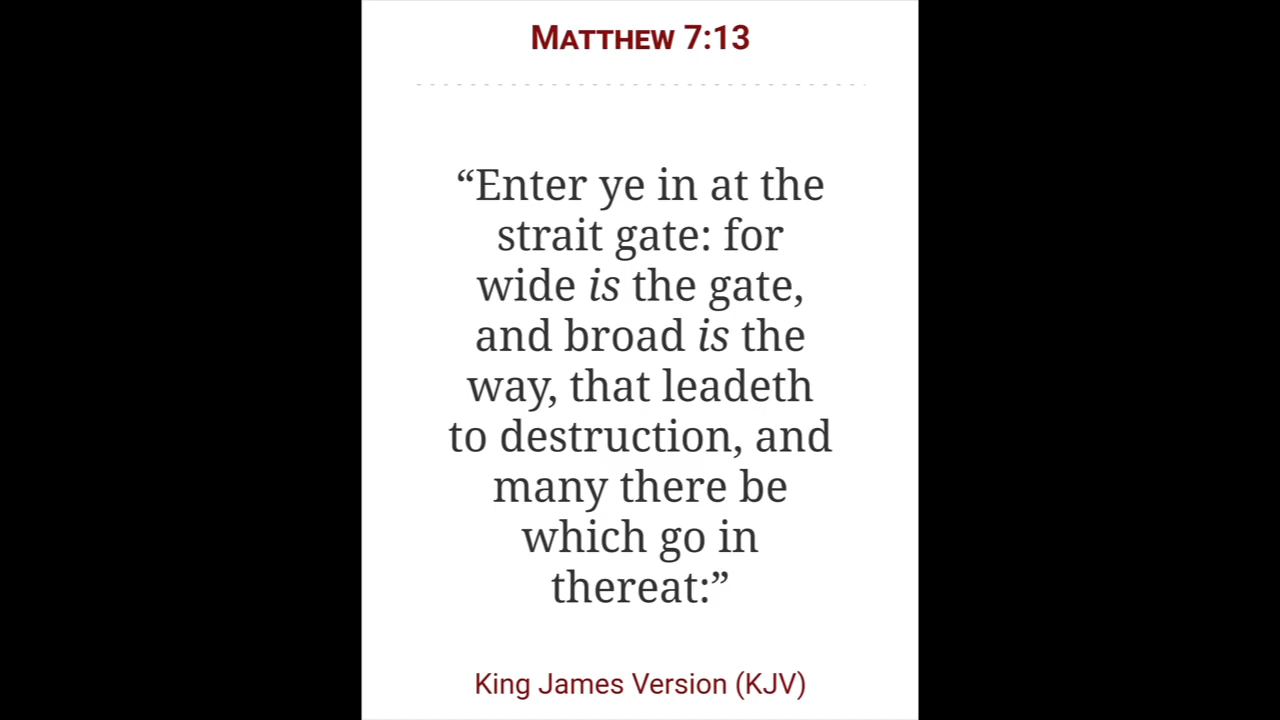 Matthew 7:13
“Enter ye in at the
strait gate: for
wide is the gate,
and broad is the
way, that leadeth
to destruction, and
many there be
which go in
thereat:”
King James Version (KJV)